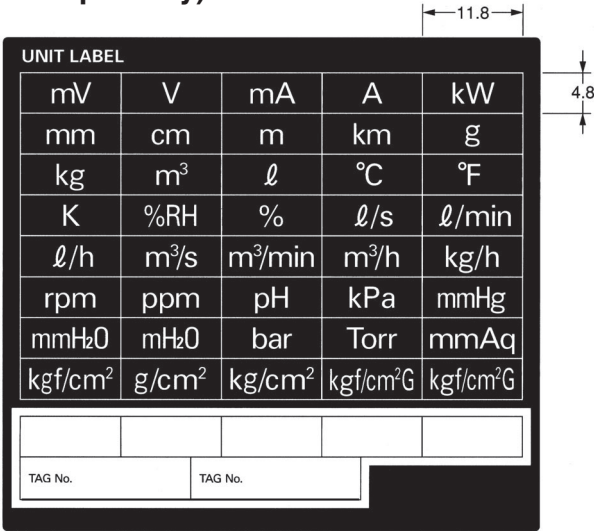 11.8
UNIT LABEL
4.8
mV V mA A kW
mm cm m km g
kg m³ ℓ °C °F
K %RH % ℓ/s ℓ/min
ℓ/h m³/s m³/min m³/h kg/h
rpm ppm pH kPa mmHg
mmH₂O mH₂O bar Torr mmAq
kgf/cm² g/cm² kg/cm² kgf/cm²G kgf/cm²G
TAG No. TAG No.